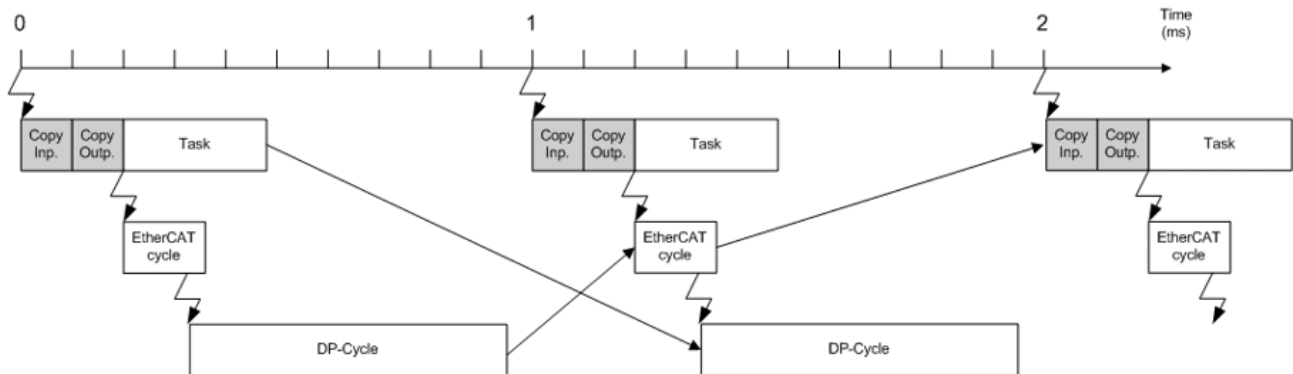 0
1
2
Time
(ms)
Copy
Inp.
Copy
Outp.
Task
Copy
Inp.
Copy
Outp.
Task
Copy
Inp.
Copy
Outp.
Task
EtherCAT
cycle
EtherCAT
cycle
EtherCAT
cycle
DP-Cycle
DP-Cycle